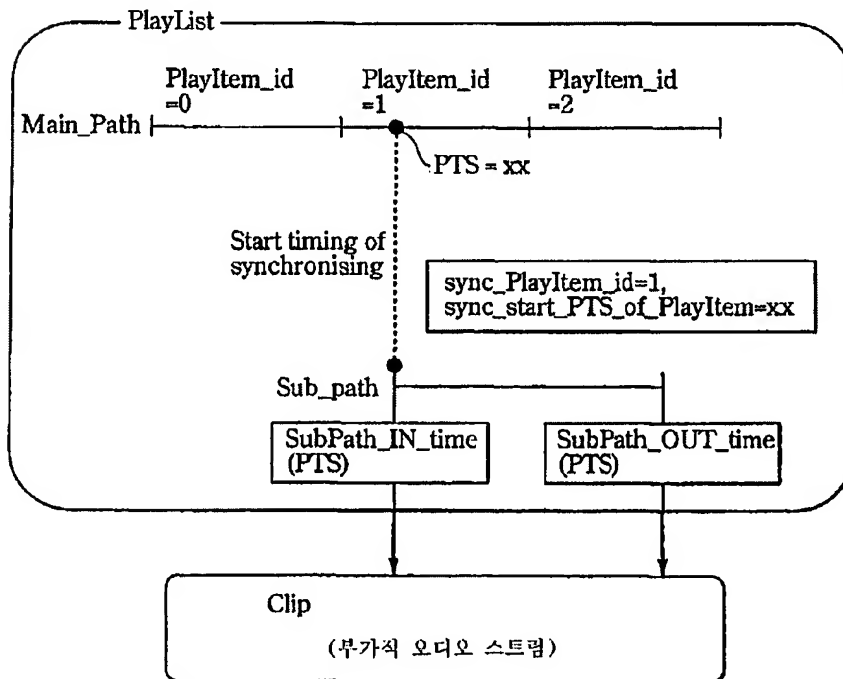 PlayList
PlayItem_id
=0
PlayItem_id
=1
PlayItem_id
=2
Main_Path
PTS = xx
Start timing of
synchronising
sync_PlayItem_id=1,
sync_start_PTS_of_PlayItem=xx
Sub_path
SubPath_IN_time
(PTS)
SubPath_OUT_time
(PTS)
Clip
(부가적 오디오 스트림)